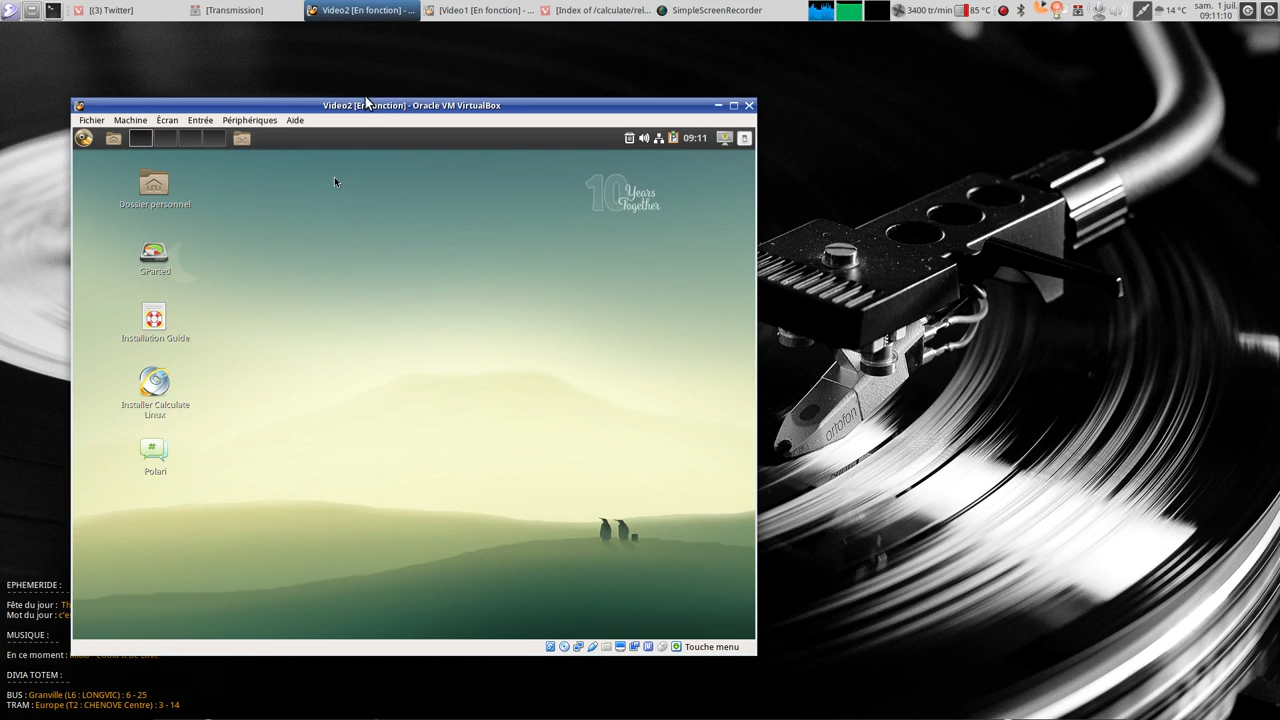 [(3) Twitter]
[Transmission]
Video2 [En fonction] - ...
[Video1 [En fonction] - ...
[Index of /calculate/rel...
SimpleScreenRecorder
3400 tr/min
85 °C
14 °C
sam. 1 juil.
09:11:10
Video2 [En fonction] - Oracle VM VirtualBox
Fichier Machine Écran Entrée Périphériques Aide
09:11
10 Years
Together
Dossier personnel
GParted
Installation Guide
Installer Calculate
Linux
#
Polari
ortofon
EPHEMERIDE :
Fête du jour : Th
Mot du jour : c'es
MUSIQUE :
En ce moment :
Touche menu
DIVIA TOTEM :
BUS : Granville (L6 : LONGVIC) : 6 - 25
TRAM : Europe (T2 : CHENOVE Centre) : 3 - 14